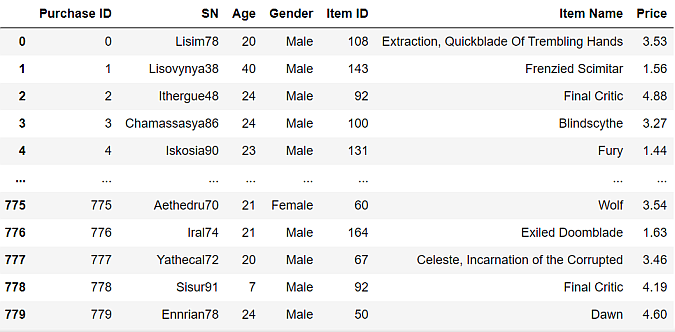 Purchase ID SN Age Gender Item ID Item Name Price
0 0 Lisim78 20 Male 108 Extraction, Quickblade Of Trembling Hands 3.53
1 1 Lisovynya38 40 Male 143 Frenzied Scimitar 1.56
2 2 Ithergue48 24 Male 92 Final Critic 4.88
3 3 Chamassasya86 24 Male 100 Blindscythe 3.27
4 4 Iskosia90 23 Male 131 Fury 1.44
... ... ... ... ... ... ... ...
775 775 Aethedru70 21 Female 60 Wolf 3.54
776 776 Iral74 21 Male 164 Exiled Doomblade 1.63
777 777 Yathecal72 20 Male 67 Celeste, Incarnation of the Corrupted 3.46
778 778 Sisur91 7 Male 92 Final Critic 4.19
779 779 Ennrian78 24 Male 50 Dawn 4.60